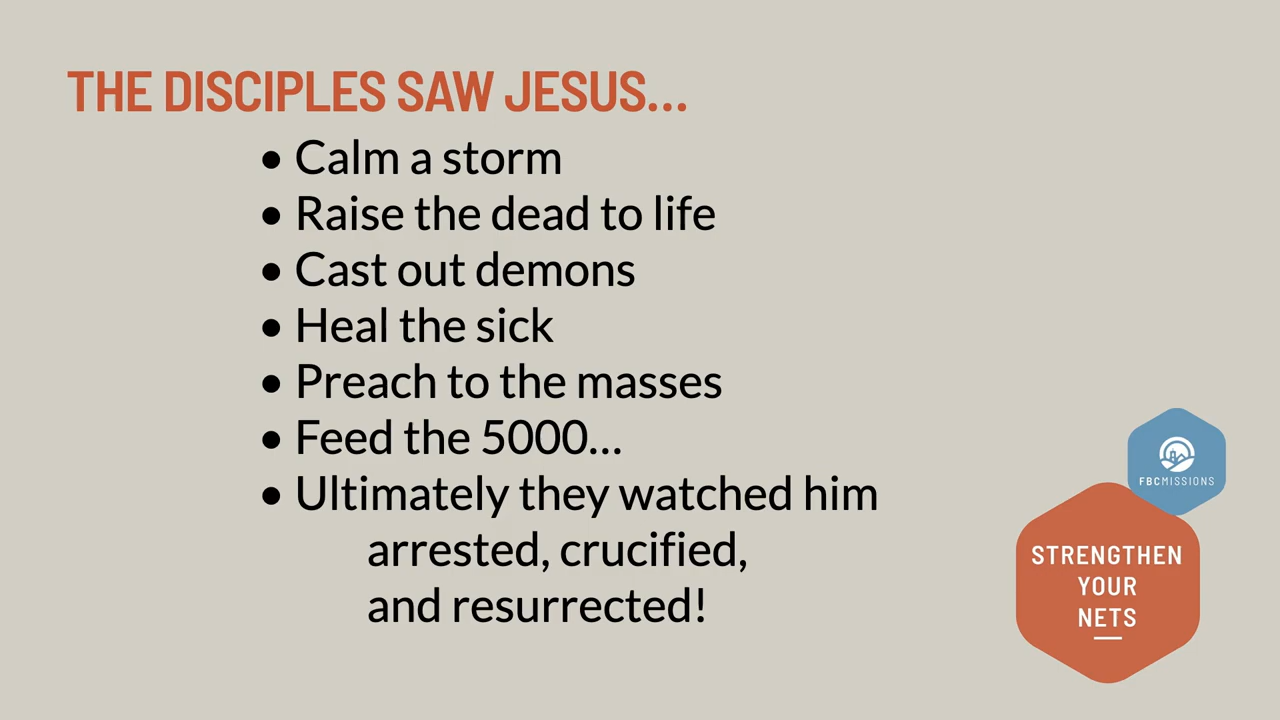 THE DISCIPLES SAW JESUS...
• Calm a storm
• Raise the dead to life
• Cast out demons
• Heal the sick
• Preach to the masses
• Feed the 5000...
• Ultimately they watched him
arrested, crucified,
and resurrected!
FBCMISSIONS
STRENGTHEN
YOUR
NETS